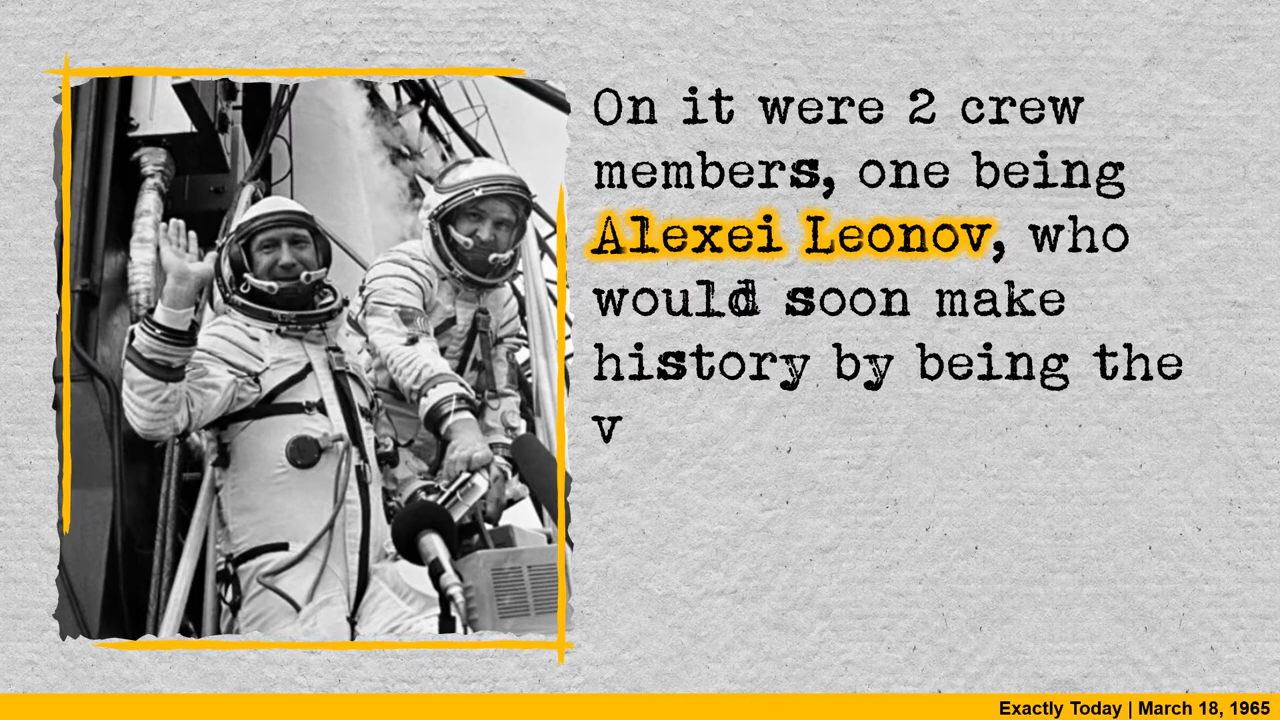 On it were 2 crew
members, one being
Alexei Leonov, who
would soon make
history by being the
v
Exactly Today | March 18, 1965